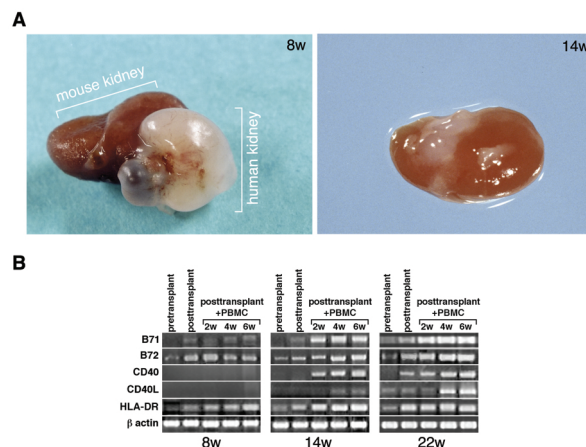 A
8w
14w
mouse kidney
human kidney
B
pretransplant
posttransplant
posttransplant
+PBMC
2w 4w 6w
pretransplant
posttransplant
posttransplant
+PBMC
2w 4w 6w
pretransplant
posttransplant
posttransplant
+PBMC
2w 4w 6w
B71
B72
CD40
CD40L
HLA-DR
β actin
8w 14w 22w